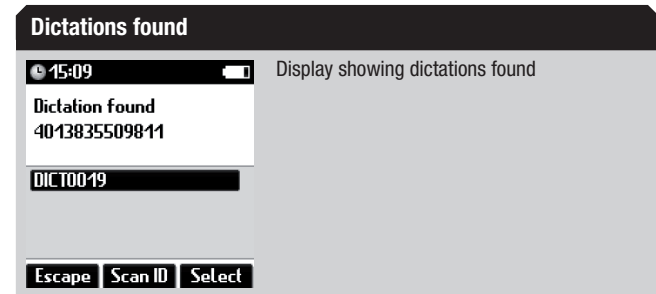 Dictations found
15:09
Display showing dictations found
Dictation found
4013835509811
DICT0019
Escape Scan ID Select